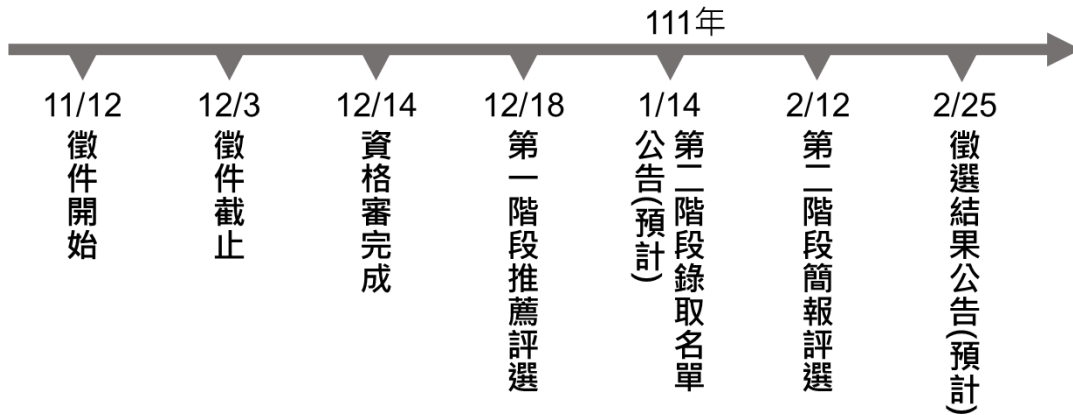 111年
11/12
徵件開始
12/3
徵件截止
12/14
資格審完成
12/18
第一階段推薦評選
1/14
第二階段錄取名單
公告(預計)
2/12
第二階段簡報評選
2/25
徵選結果公告(預計)